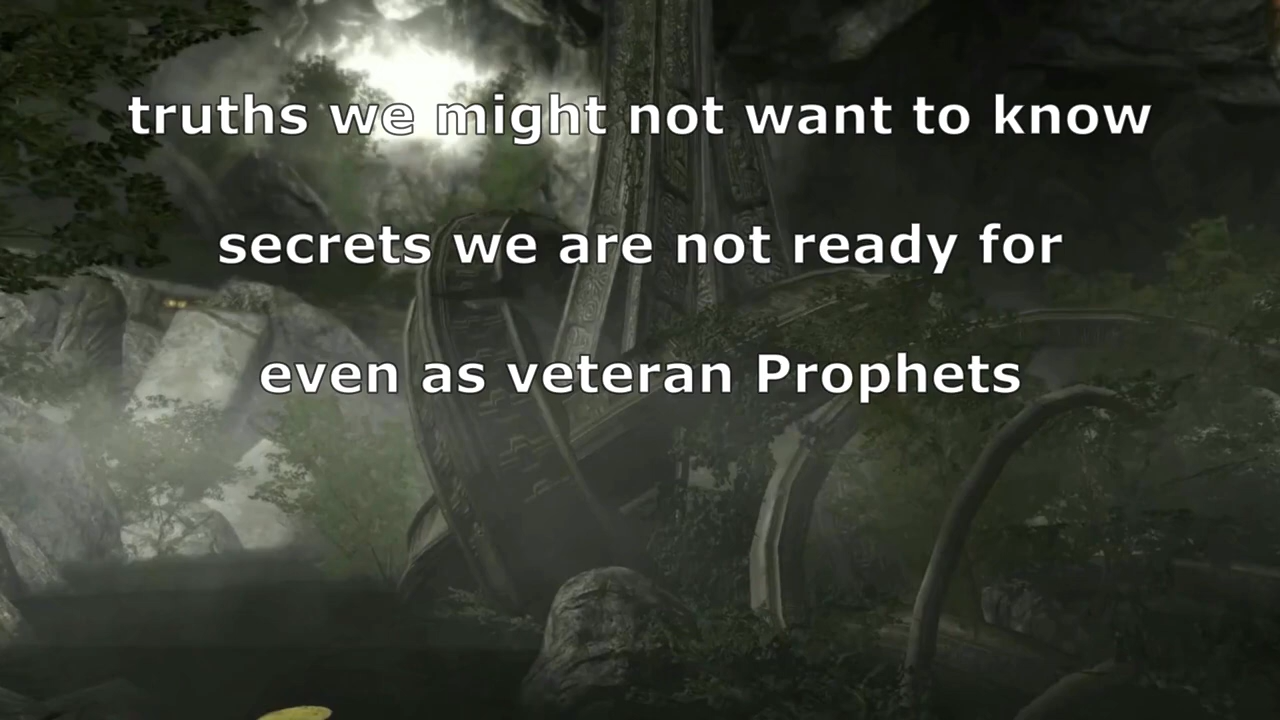 truths we might not want to know
secrets we are not ready for
even as veteran Prophets